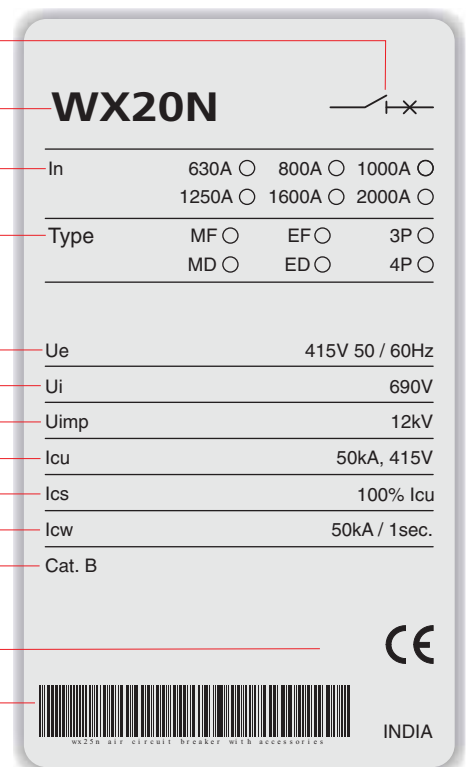 WX20N
In 630A 800A 1000A
1250A 1600A 2000A
Type MF EF 3P
MD ED 4P
Ue 415V 50 / 60Hz
Ui 690V
Uimp 12kV
Icu 50kA, 415V
Ics 100% Icu
Icw 50kA / 1sec.
Cat. B
CE
wx25n air circuit breaker with accessories
INDIA